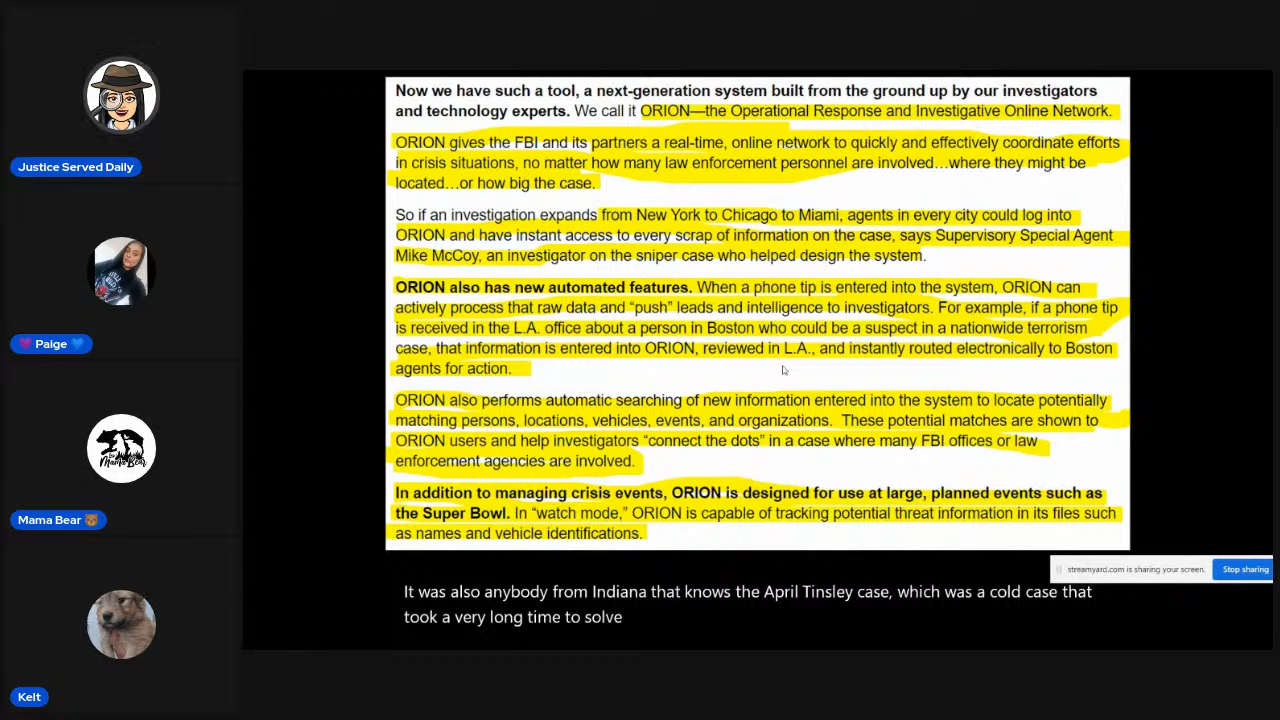 Now we have such a tool, a next-generation system built from the ground up by our investigators
and technology experts. We call it ORION—the Operational Response and Investigative Online Network.
ORION gives the FBI and its partners a real-time, online network to quickly and effectively coordinate efforts
in crisis situations, no matter how many law enforcement personnel are involved…where they might be
located…or how big the case.
So if an investigation expands from New York to Chicago to Miami, agents in every city could log into
ORION and have instant access to every scrap of information on the case, says Supervisory Special Agent
Mike McCoy, an investigator on the sniper case who helped design the system.
ORION also has new automated features. When a phone tip is entered into the system, ORION can
actively process that raw data and “push” leads and intelligence to investigators. For example, if a phone tip
is received in the L.A. office about a person in Boston who could be a suspect in a nationwide terrorism
case, that information is entered into ORION, reviewed in L.A., and instantly routed electronically to Boston
agents for action.
ORION also performs automatic searching of new information entered into the system to locate potentially
matching persons, locations, vehicles, events, and organizations. These potential matches are shown to
ORION users and help investigators “connect the dots” in a case where many FBI offices or law
enforcement agencies are involved.
In addition to managing crisis events, ORION is designed for use at large, planned events such as
the Super Bowl. In “watch mode,” ORION is capable of tracking potential threat information in its files such
as names and vehicle identifications.
streamyard.com is sharing your screen.
Stop sharing
It was also anybody from Indiana that knows the April Tinsley case, which was a cold case that
took a very long time to solve
Justice Served Daily
💗 Paige 💙
The Mama Bear
Mama Bear 🐻
Kelt